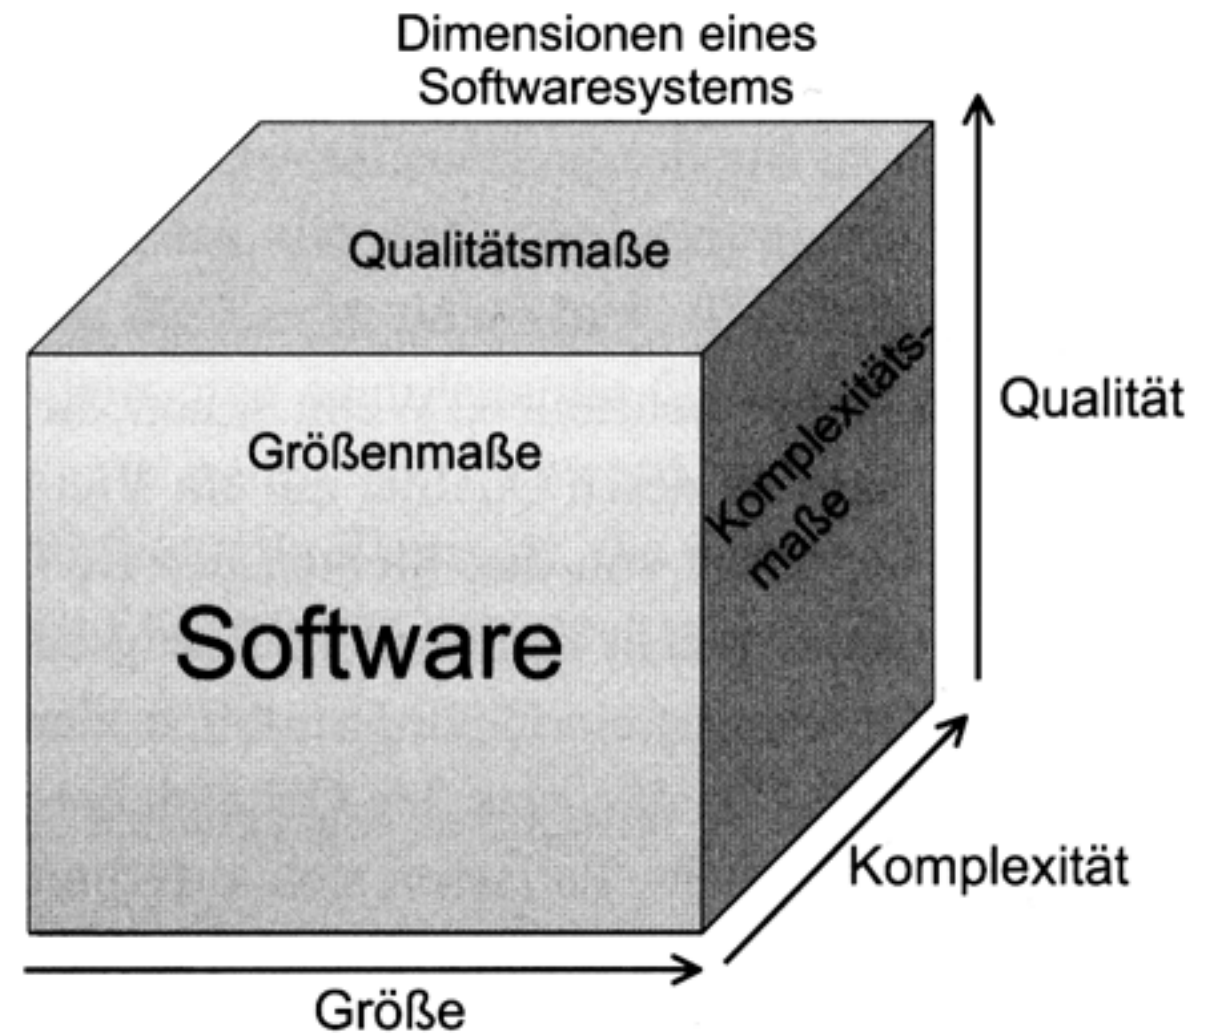 Dimensionen eines
Softwaresystems
Qualitätsmaße
Größenmaße
Komplexitäts-
maße
Software
Qualität
Komplexität
Größe